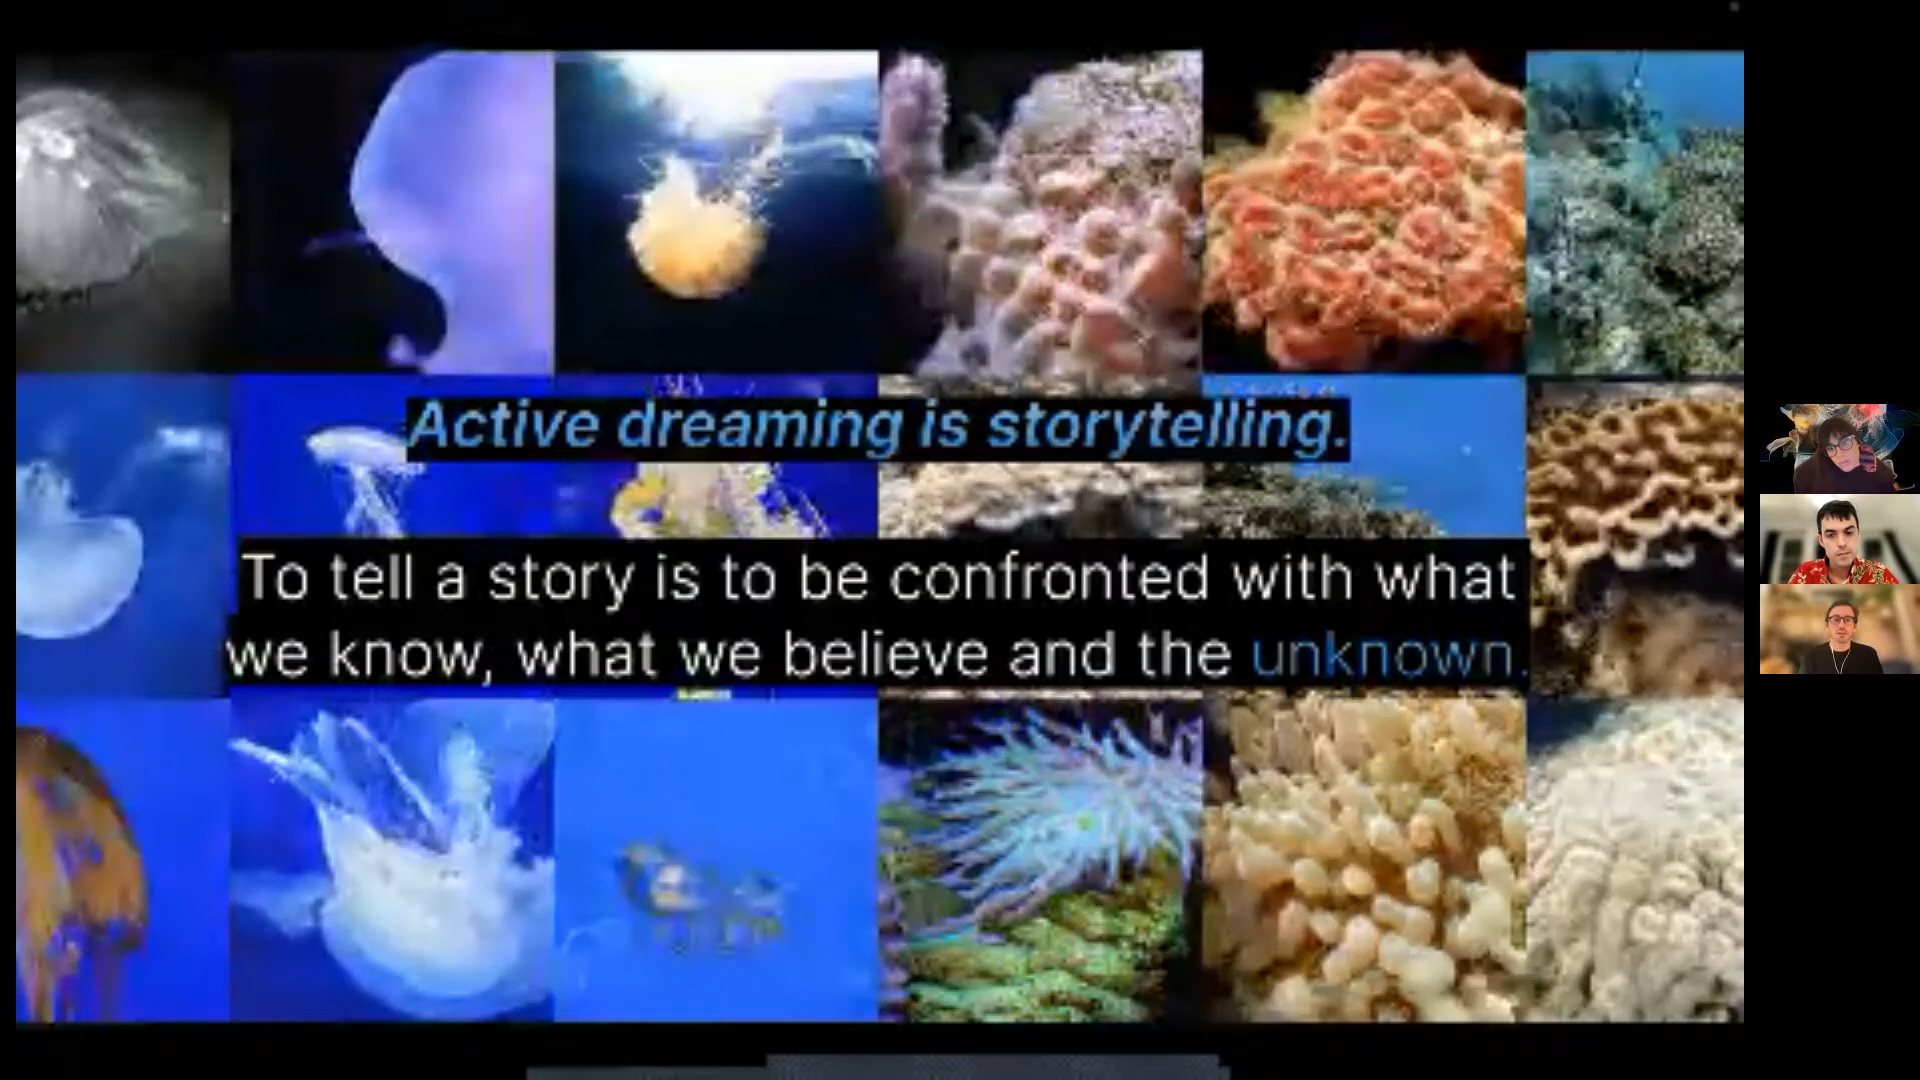 Active dreaming is storytelling.
To tell a story is to be confronted with what
we know, what we believe and the unknown.